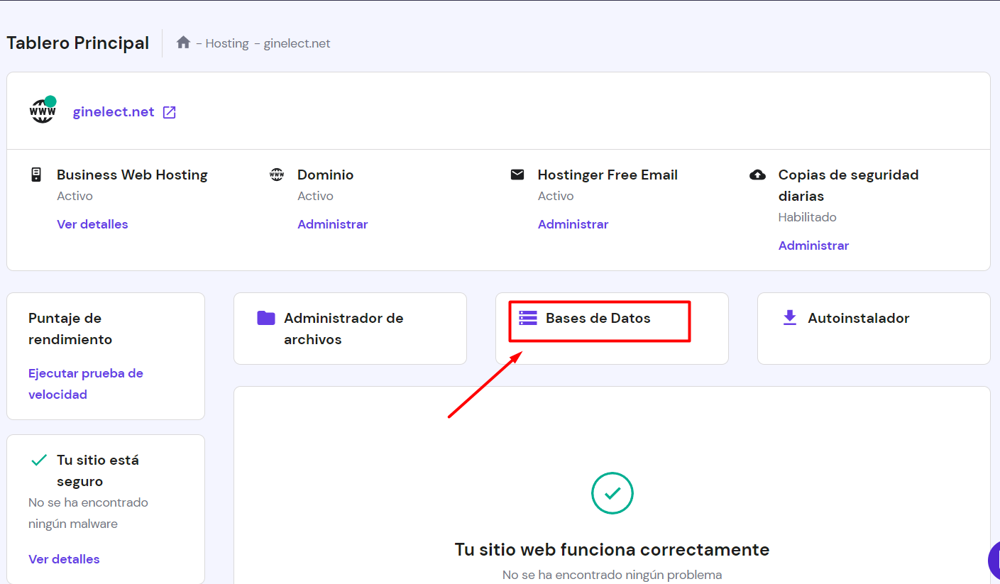 Tablero Principal
- Hosting - ginelect.net
www
ginelect.net
Business Web Hosting
Activo
Ver detalles
www
Dominio
Activo
Administrar
Hostinger Free Email
Activo
Administrar
Copias de seguridad
diarias
Habilitado
Administrar
Puntaje de
rendimiento
Ejecutar prueba de
velocidad
Administrador de
archivos
Bases de Datos
Autoinstalador
Tu sitio está
seguro
No se ha encontrado
ningún malware
Ver detalles
Tu sitio web funciona correctamente
No se ha encontrado ningún problema